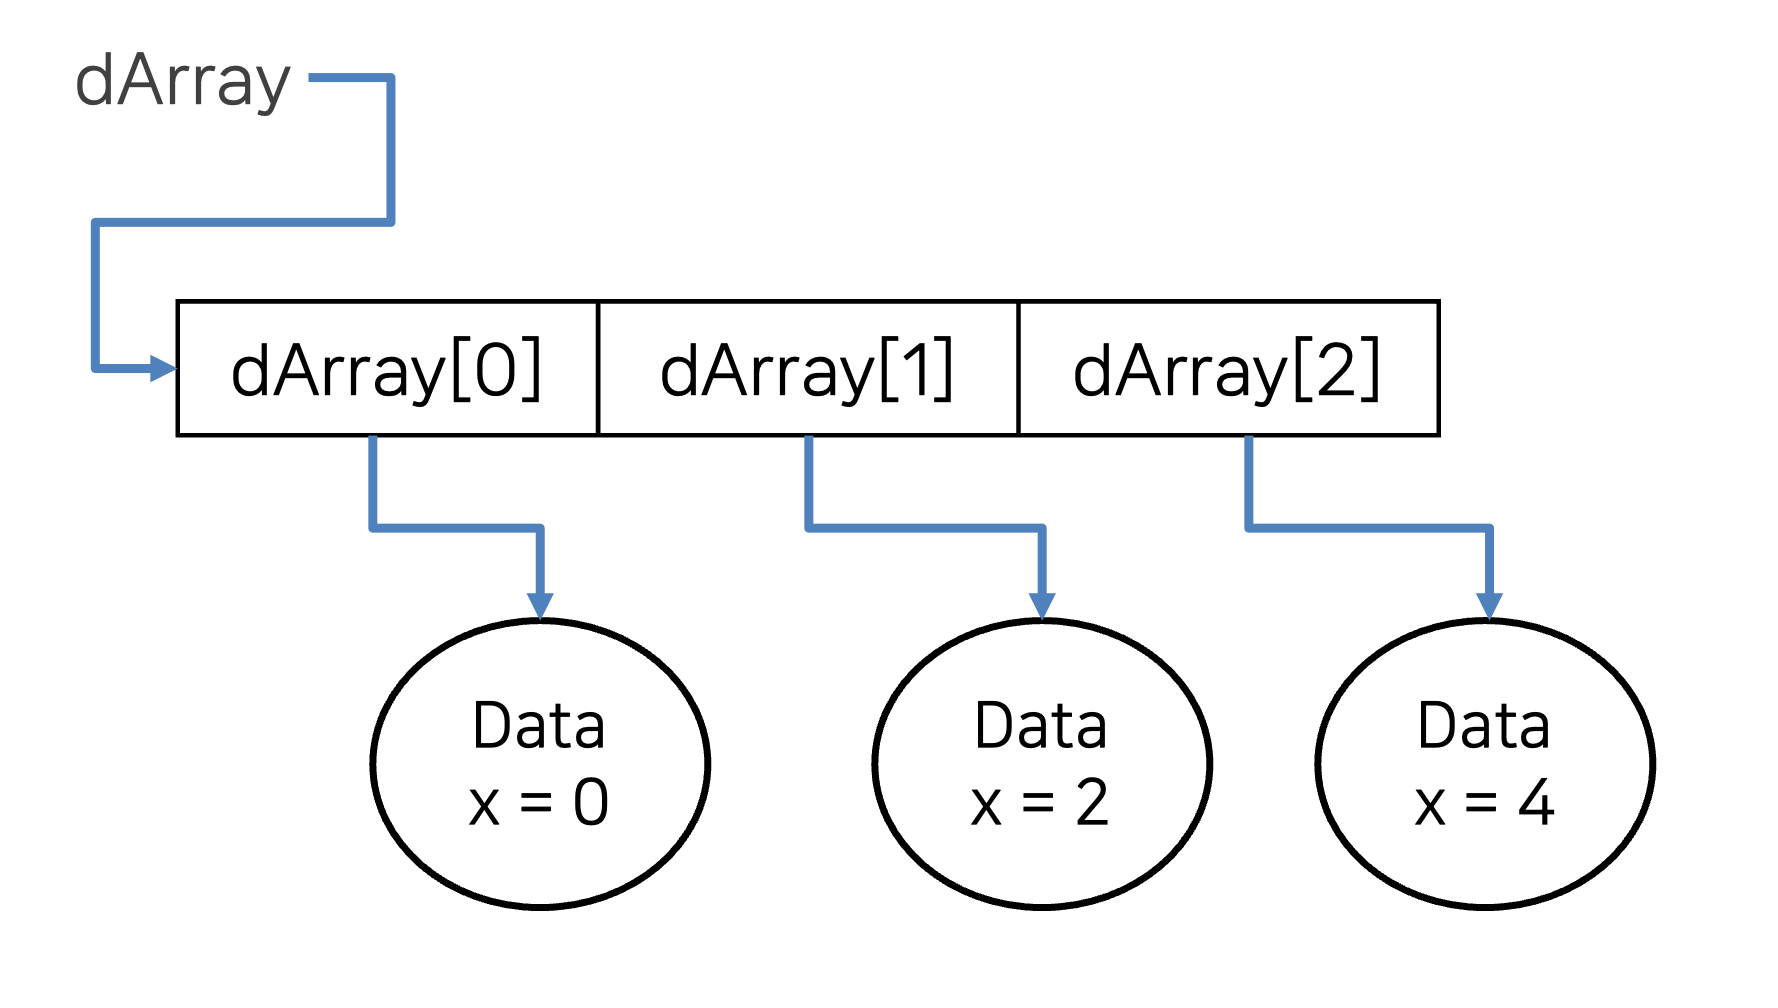 dArray
dArray[0] dArray[1] dArray[2]
Data Data Data
x = 0 x = 2 x = 4